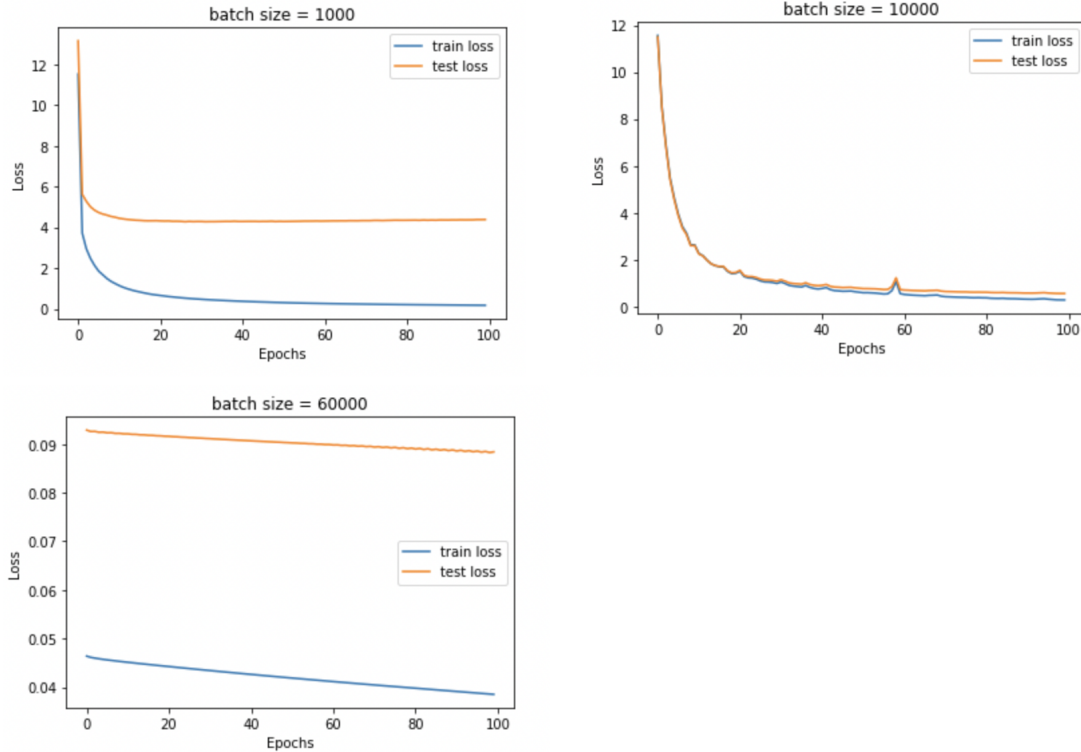 batch size = 1000
train loss
test loss
Loss
12
10
8
6
4
2
0
0 20 40 60 80 100
Epochs
batch size = 10000
train loss
test loss
Loss
12
10
8
6
4
2
0
0 20 40 60 80 100
Epochs
batch size = 60000
train loss
test loss
Loss
0.09
0.08
0.07
0.06
0.05
0.04
0 20 40 60 80 100
Epochs